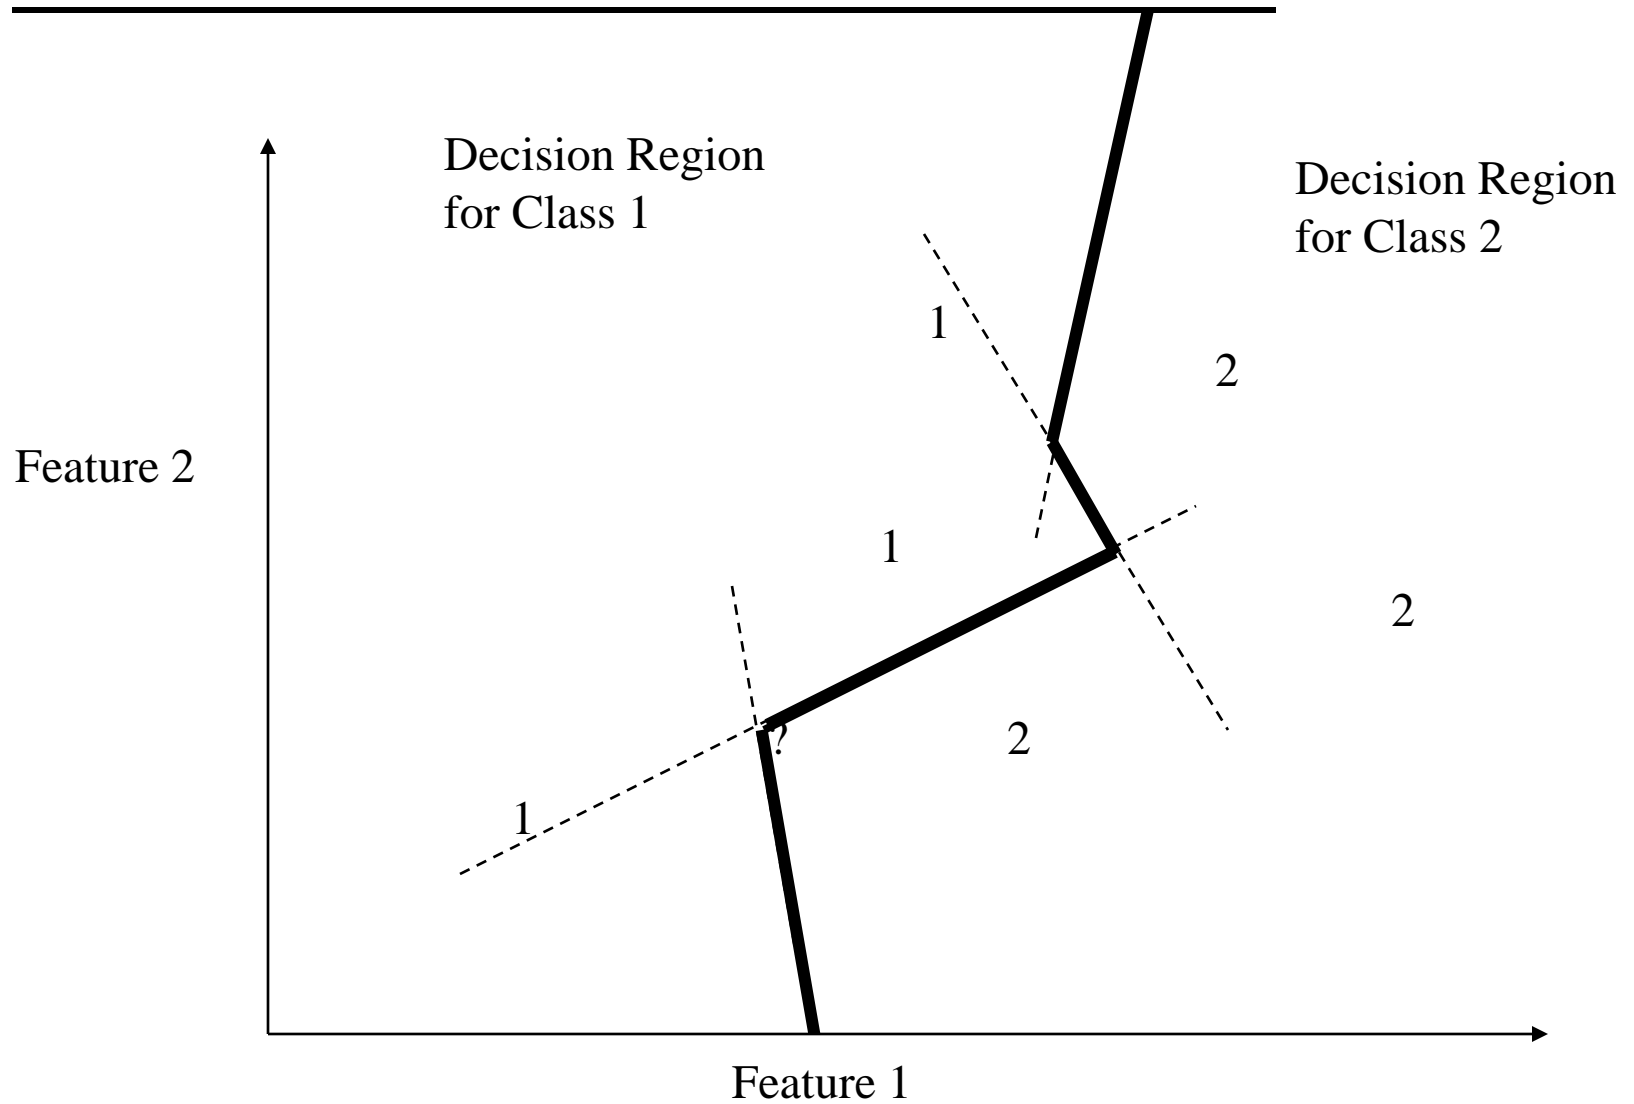 Decision Region
for Class 1
Decision Region
for Class 2
1
2
Feature 2
1
2
?
2
1
Feature 1